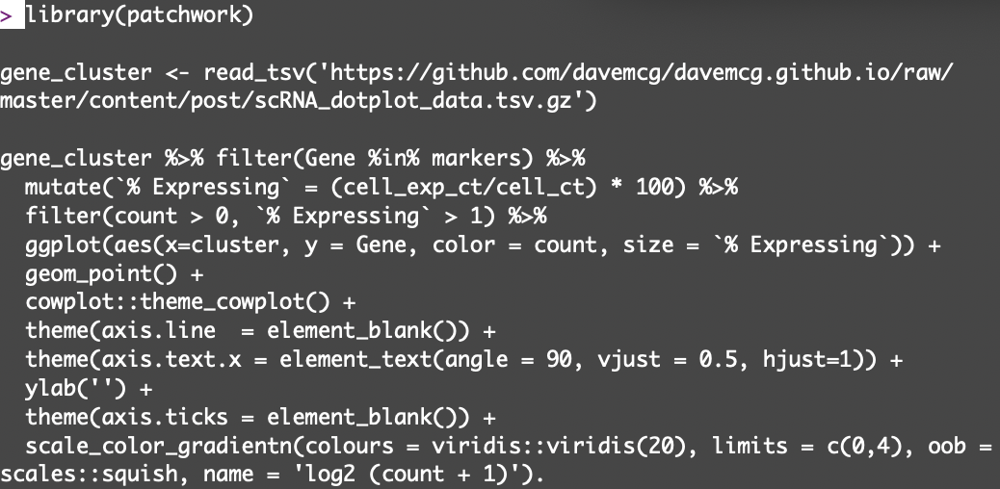 > library(patchwork)
gene_cluster <- read_tsv('https://github.com/davemcg/davemcg.github.io/raw/
master/content/post/scRNA_dotplot_data.tsv.gz')
gene_cluster %>% filter(Gene %in% markers) %>%
  mutate(`% Expressing` = (cell_exp_ct/cell_ct) * 100) %>%
  filter(count > 0, `% Expressing` > 1) %>%
  ggplot(aes(x=cluster, y = Gene, color = count, size = `% Expressing`)) +
  geom_point() +
  cowplot::theme_cowplot() +
  theme(axis.line  = element_blank()) +
  theme(axis.text.x = element_text(angle = 90, vjust = 0.5, hjust=1)) +
  ylab('') +
  theme(axis.ticks = element_blank()) +
  scale_color_gradientn(colours = viridis::viridis(20), limits = c(0,4), oob =
scales::squish, name = 'log2 (count + 1)').